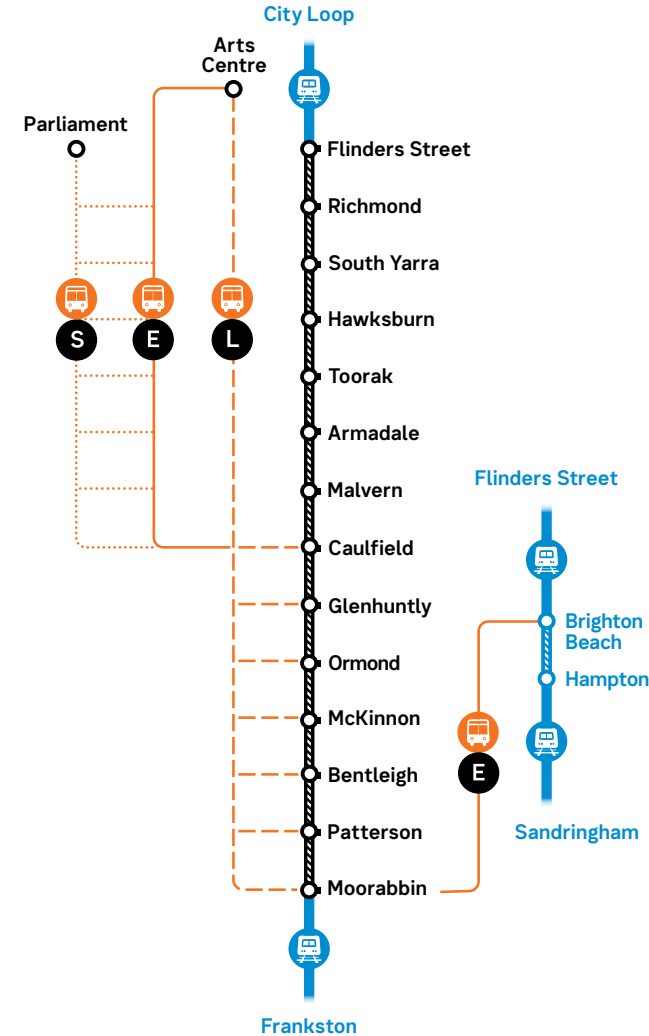 City Loop
Arts
Centre
Parliament
Flinders Street
Richmond
South Yarra
Hawksburn
S
E
L
Toorak
Armadale
Malvern
Flinders Street
Caulfield
Glenhuntly
Brighton
Beach
Ormond
Hampton
McKinnon
Bentleigh
E
Patterson
Sandringham
Moorabbin
Frankston